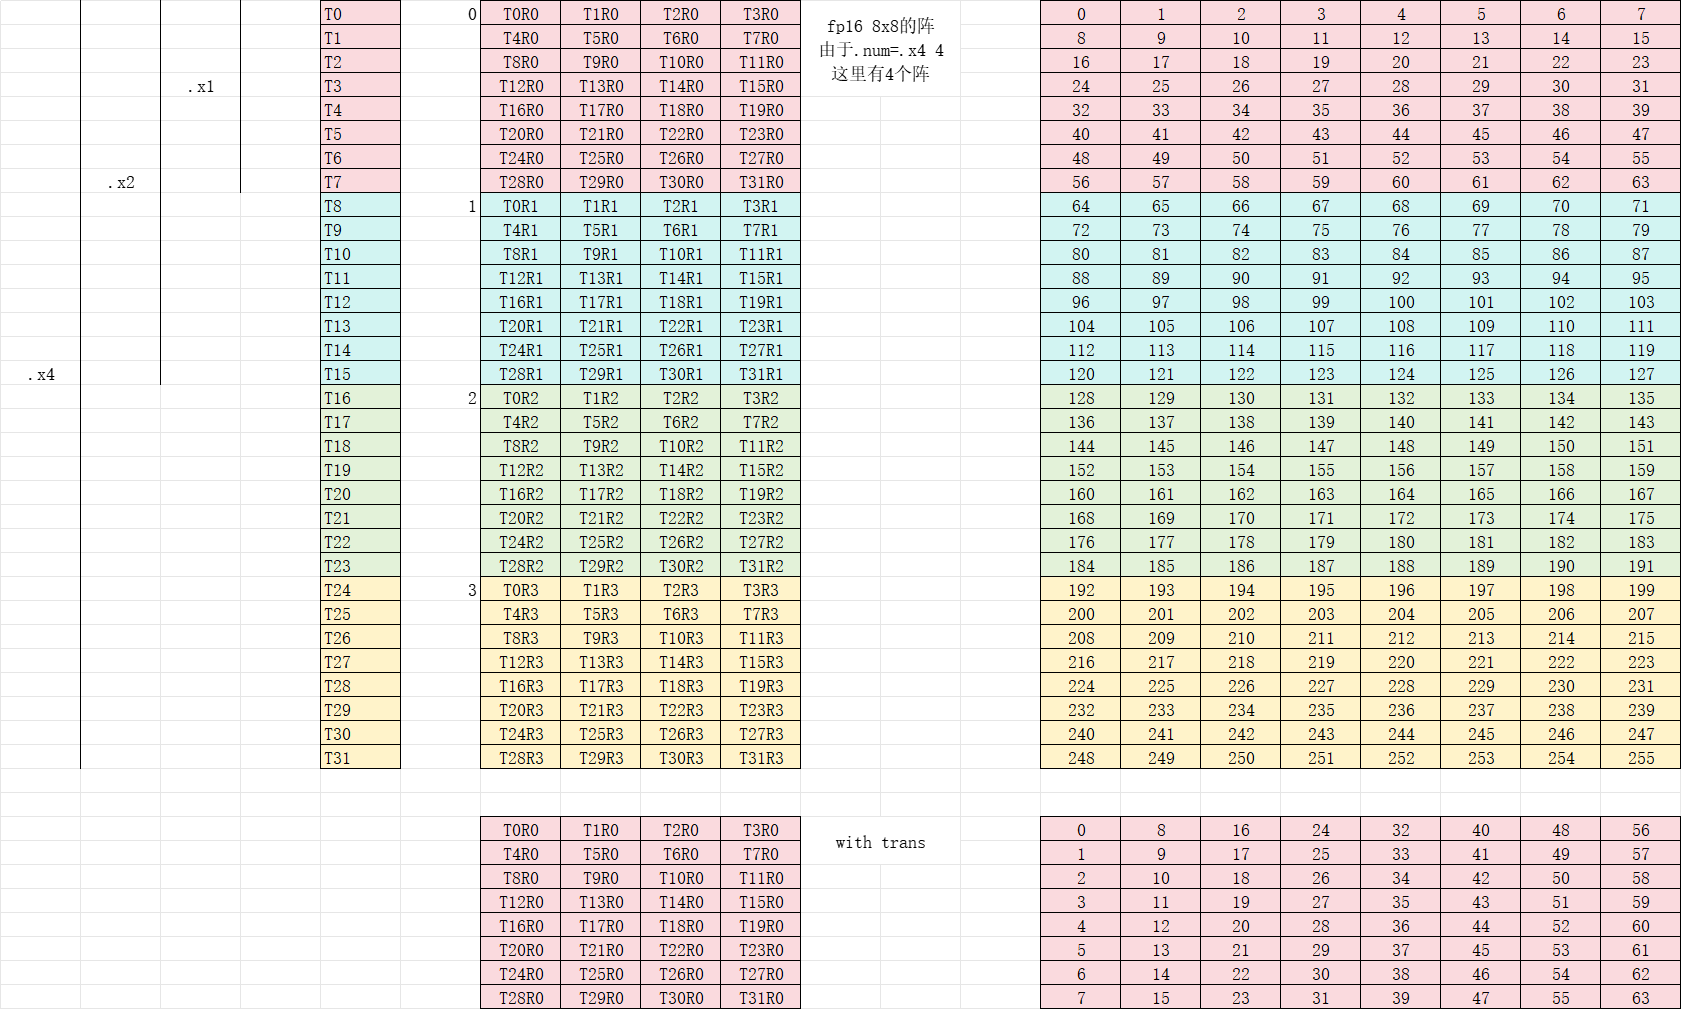 T0 0 T0R0 T1R0 T2R0 T3R0 fp16 8x8的阵 0 1 2 3 4 5 6 7
T1 T4R0 T5R0 T6R0 T7R0 由于.num=.x4 4 8 9 10 11 12 13 14 15
T2 T8R0 T9R0 T10R0 T11R0 这里有4个阵 16 17 18 19 20 21 22 23
.x1 T3 T12R0 T13R0 T14R0 T15R0 24 25 26 27 28 29 30 31
T4 T16R0 T17R0 T18R0 T19R0 32 33 34 35 36 37 38 39
T5 T20R0 T21R0 T22R0 T23R0 40 41 42 43 44 45 46 47
T6 T24R0 T25R0 T26R0 T27R0 48 49 50 51 52 53 54 55
.x2 T7 T28R0 T29R0 T30R0 T31R0 56 57 58 59 60 61 62 63
T8 1 T0R1 T1R1 T2R1 T3R1 64 65 66 67 68 69 70 71
T9 T4R1 T5R1 T6R1 T7R1 72 73 74 75 76 77 78 79
T10 T8R1 T9R1 T10R1 T11R1 80 81 82 83 84 85 86 87
T11 T12R1 T13R1 T14R1 T15R1 88 89 90 91 92 93 94 95
T12 T16R1 T17R1 T18R1 T19R1 96 97 98 99 100 101 102 103
T13 T20R1 T21R1 T22R1 T23R1 104 105 106 107 108 109 110 111
T14 T24R1 T25R1 T26R1 T27R1 112 113 114 115 116 117 118 119
.x4 T15 T28R1 T29R1 T30R1 T31R1 120 121 122 123 124 125 126 127
T16 2 T0R2 T1R2 T2R2 T3R2 128 129 130 131 132 133 134 135
T17 T4R2 T5R2 T6R2 T7R2 136 137 138 139 140 141 142 143
T18 T8R2 T9R2 T10R2 T11R2 144 145 146 147 148 149 150 151
T19 T12R2 T13R2 T14R2 T15R2 152 153 154 155 156 157 158 159
T20 T16R2 T17R2 T18R2 T19R2 160 161 162 163 164 165 166 167
T21 T20R2 T21R2 T22R2 T23R2 168 169 170 171 172 173 174 175
T22 T24R2 T25R2 T26R2 T27R2 176 177 178 179 180 181 182 183
T23 T28R2 T29R2 T30R2 T31R2 184 185 186 187 188 189 190 191
T24 3 T0R3 T1R3 T2R3 T3R3 192 193 194 195 196 197 198 199
T25 T4R3 T5R3 T6R3 T7R3 200 201 202 203 204 205 206 207
T26 T8R3 T9R3 T10R3 T11R3 208 209 210 211 212 213 214 215
T27 T12R3 T13R3 T14R3 T15R3 216 217 218 219 220 221 222 223
T28 T16R3 T17R3 T18R3 T19R3 224 225 226 227 228 229 230 231
T29 T20R3 T21R3 T22R3 T23R3 232 233 234 235 236 237 238 239
T30 T24R3 T25R3 T26R3 T27R3 240 241 242 243 244 245 246 247
T31 T28R3 T29R3 T30R3 T31R3 248 249 250 251 252 253 254 255
T0R0 T1R0 T2R0 T3R0 with trans 0 8 16 24 32 40 48 56
T4R0 T5R0 T6R0 T7R0 1 9 17 25 33 41 49 57
T8R0 T9R0 T10R0 T11R0 2 10 18 26 34 42 50 58
T12R0 T13R0 T14R0 T15R0 3 11 19 27 35 43 51 59
T16R0 T17R0 T18R0 T19R0 4 12 20 28 36 44 52 60
T20R0 T21R0 T22R0 T23R0 5 13 21 29 37 45 53 61
T24R0 T25R0 T26R0 T27R0 6 14 22 30 38 46 54 62
T28R0 T29R0 T30R0 T31R0 7 15 23 31 39 47 55 63